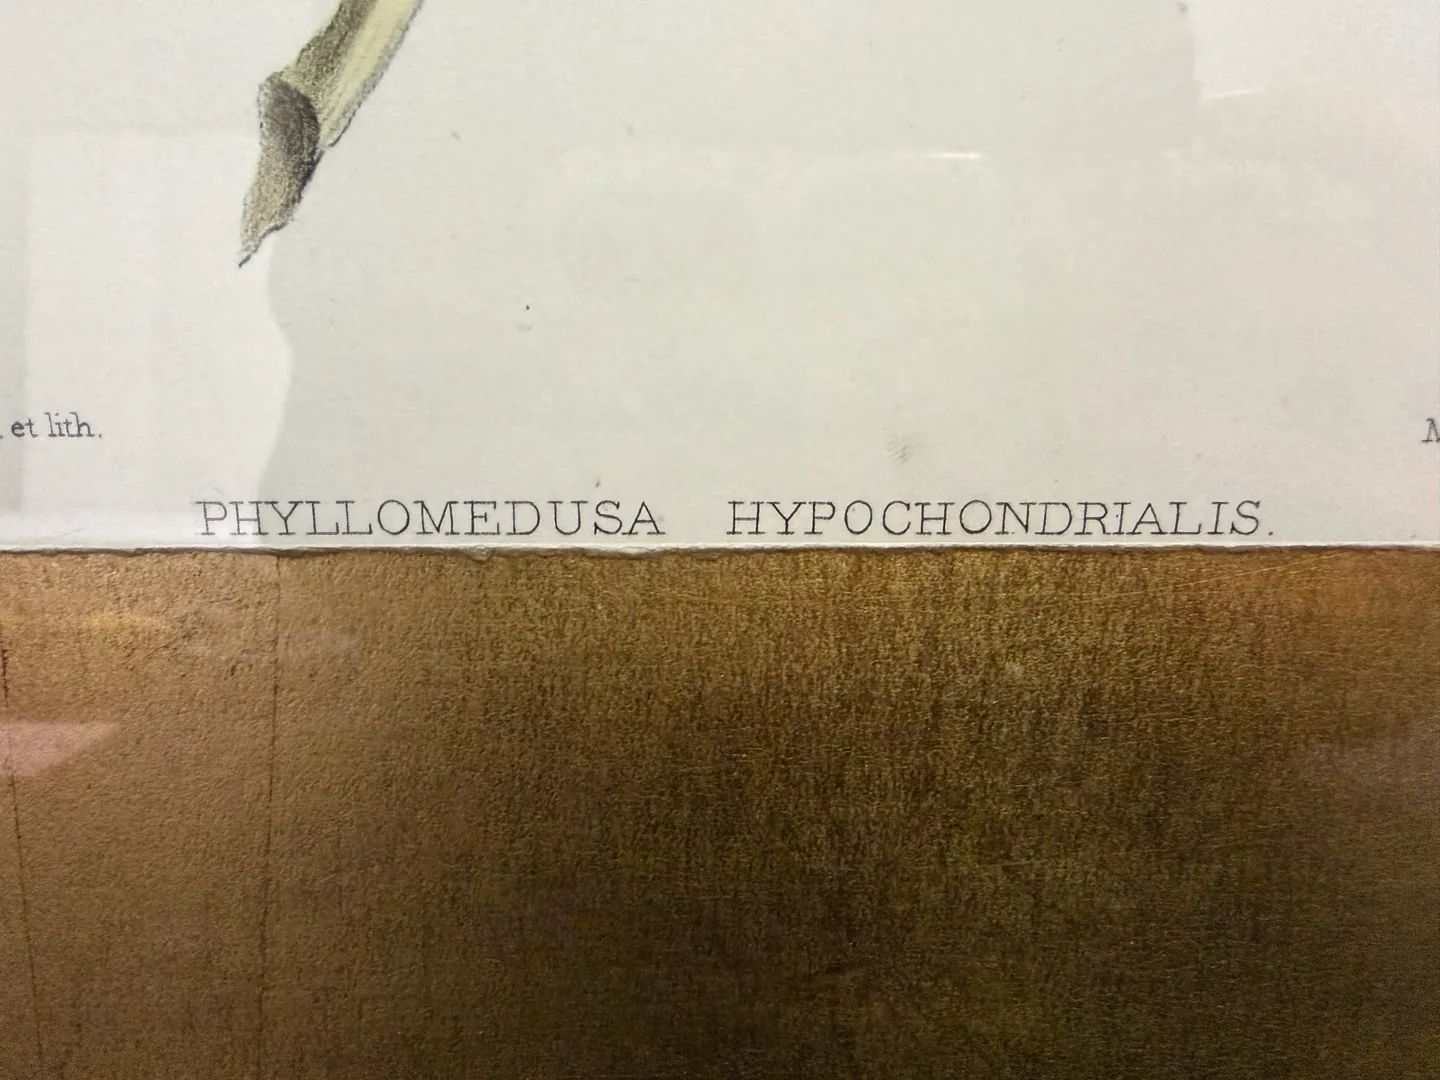 . et lith.
M
PHYLLOMEDUSA HYPOCHONDRIALIS.